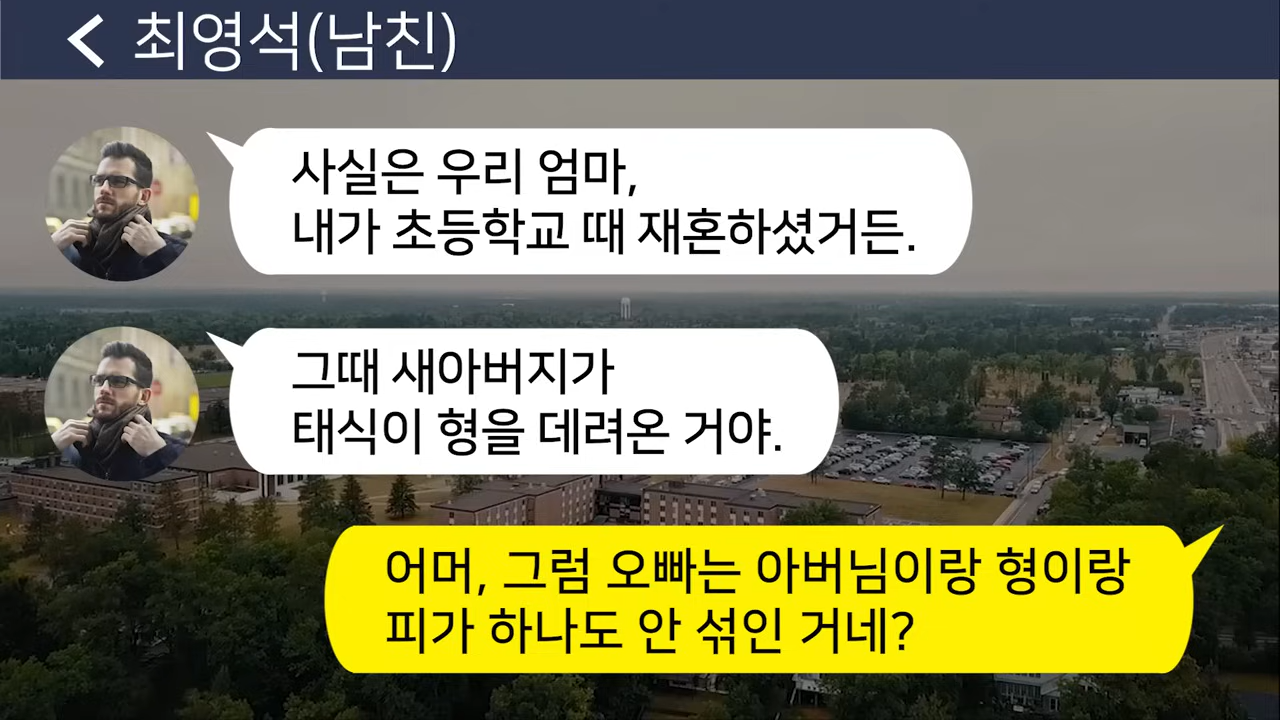 최영석(남친)
사실은 우리 엄마,
내가 초등학교 때 재혼하셨거든.
그때 새아버지가
태식이 형을 데려온 거야.
어머, 그럼 오빠는 아버님이랑 형이랑
피가 하나도 안 섞인 거네?